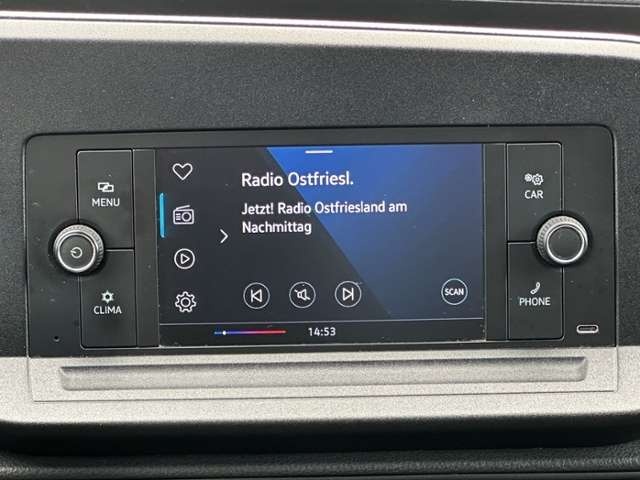 MENU
CLIMA
Radio Ostfriesl.
Jetzt! Radio Ostfriesland am
Nachmittag
SCAN
14:53
CAR
PHONE